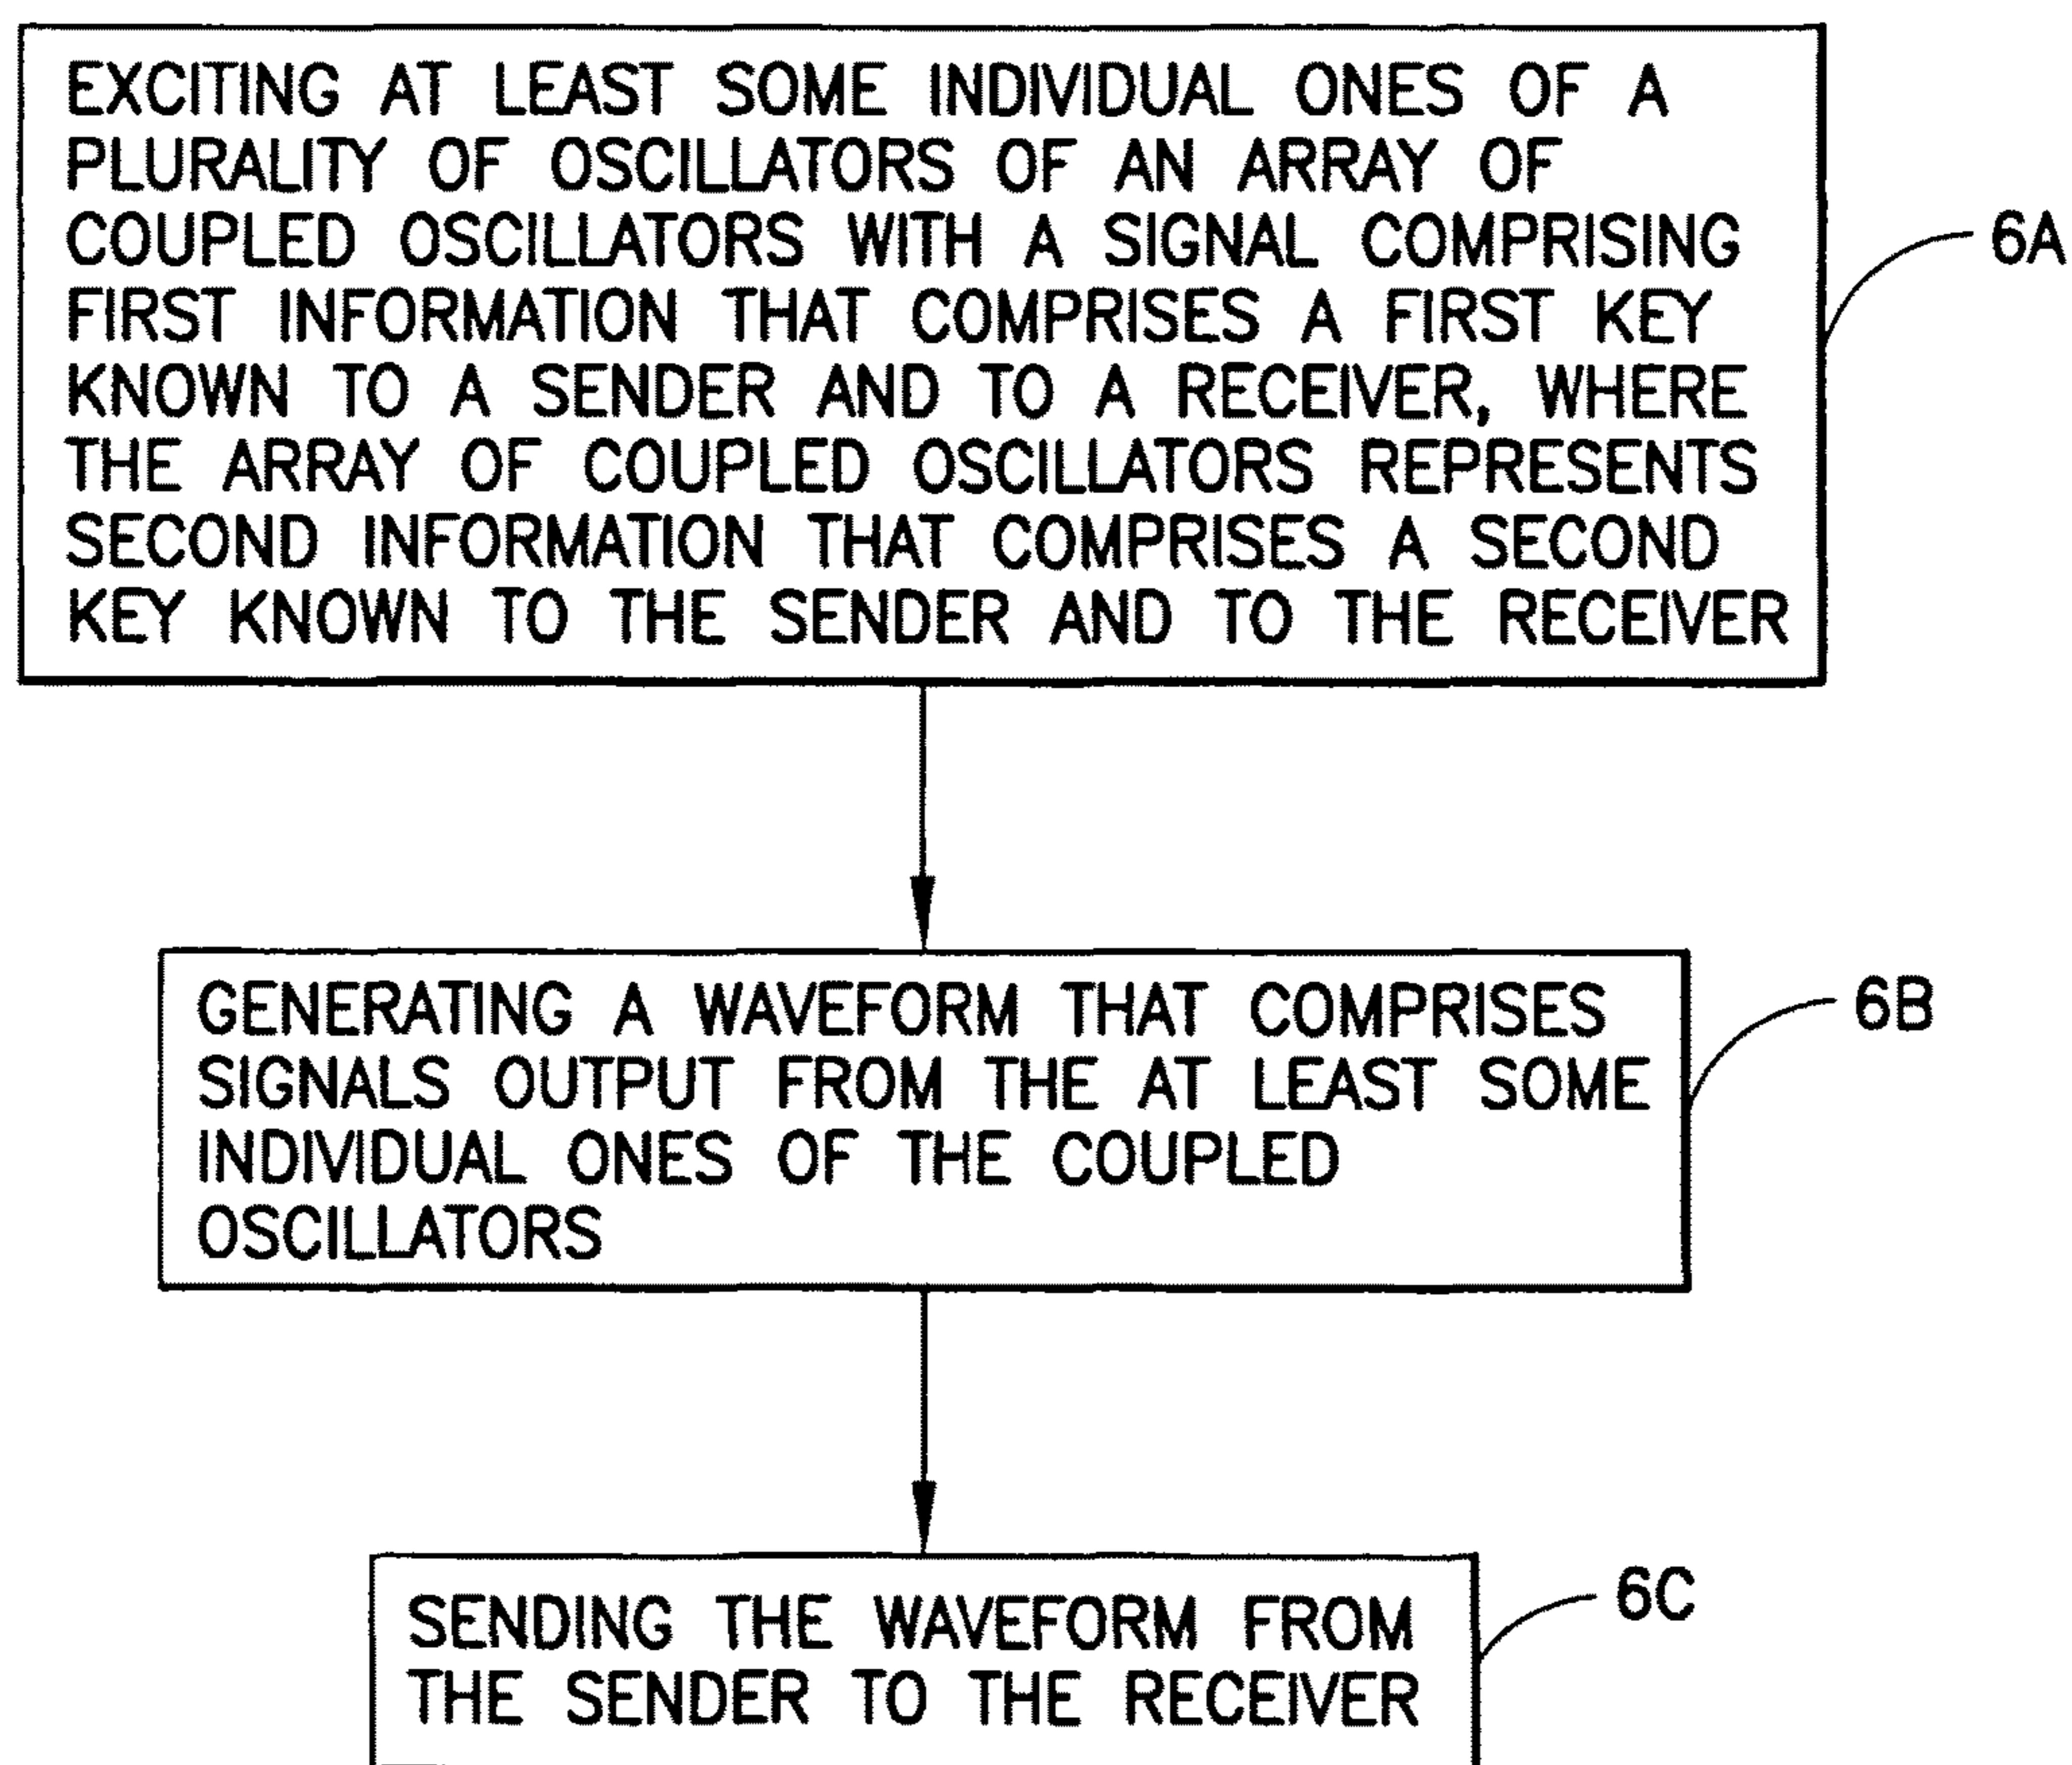 EXCITING AT LEAST SOME INDIVIDUAL ONES OF A
PLURALITY OF OSCILLATORS OF AN ARRAY OF
COUPLED OSCILLATORS WITH A SIGNAL COMPRISING
FIRST INFORMATION THAT COMPRISES A FIRST KEY
KNOWN TO A SENDER AND TO A RECEIVER, WHERE
THE ARRAY OF COUPLED OSCILLATORS REPRESENTS
SECOND INFORMATION THAT COMPRISES A SECOND
KEY KNOWN TO THE SENDER AND TO THE RECEIVER
6A
GENERATING A WAVEFORM THAT COMPRISES
SIGNALS OUTPUT FROM THE AT LEAST SOME
INDIVIDUAL ONES OF THE COUPLED
OSCILLATORS
6B
SENDING THE WAVEFORM FROM
THE SENDER TO THE RECEIVER
6C